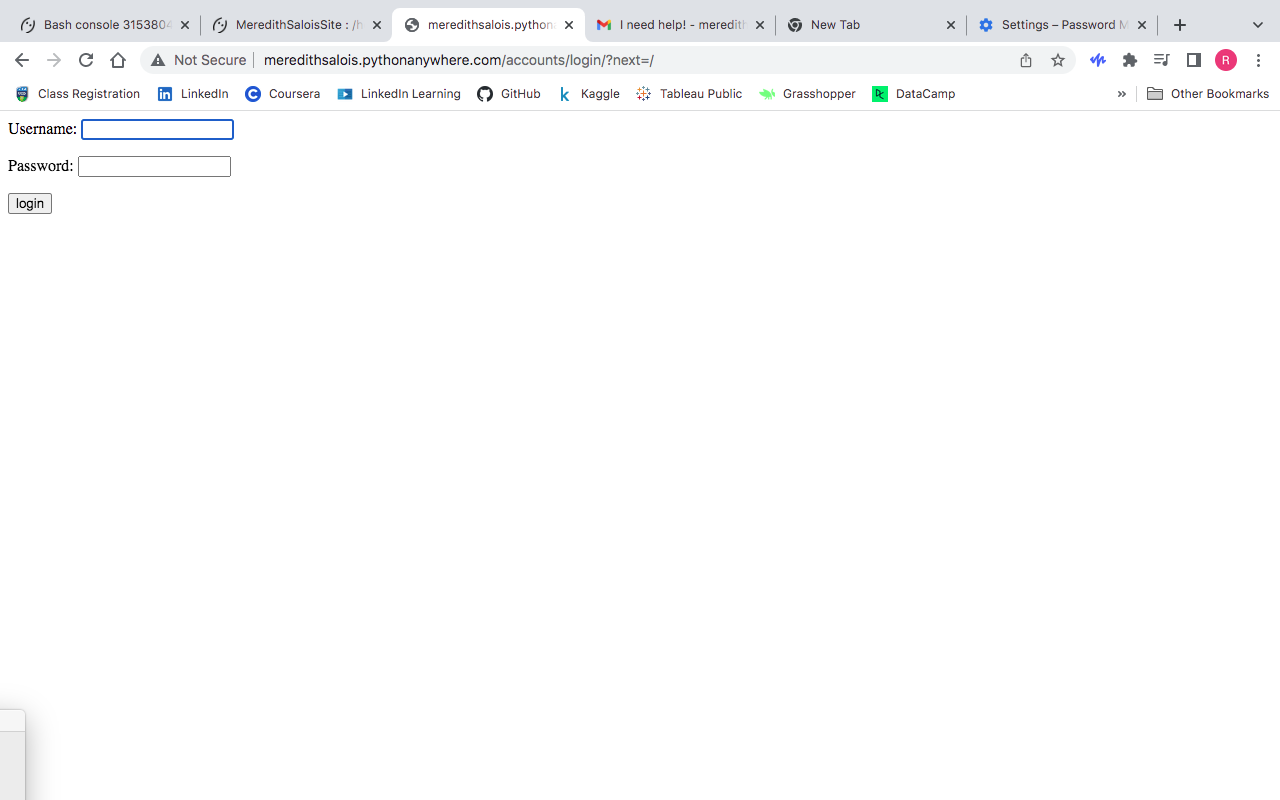 Bash console 3153804
MeredithSaloisSite : /h
meredithsalois.pythona
I need help! - meredith
New Tab
Settings – Password M
Not Secure
meredithsalois.pythonanywhere.com/accounts/login/?next=/
R
Class Registration
LinkedIn
Coursera
LinkedIn Learning
GitHub
Kaggle
Tableau Public
Grasshopper
DataCamp
»
Other Bookmarks
Username:
Password:
login